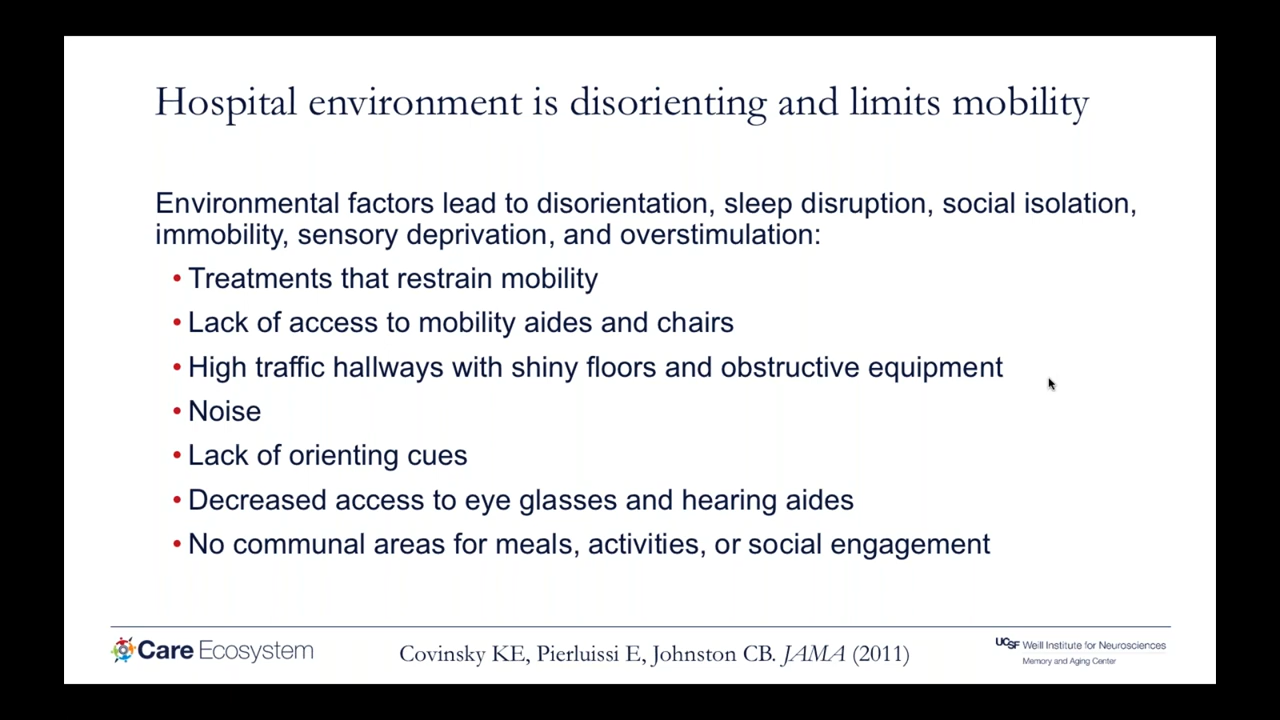 Hospital environment is disorienting and limits mobility
Environmental factors lead to disorientation, sleep disruption, social isolation,
immobility, sensory deprivation, and overstimulation:
• Treatments that restrain mobility
• Lack of access to mobility aides and chairs
• High traffic hallways with shiny floors and obstructive equipment
• Noise
• Lack of orienting cues
• Decreased access to eye glasses and hearing aides
• No communal areas for meals, activities, or social engagement
Care Ecosystem
Covinsky KE, Pierluissi E, Johnston CB. JAMA (2011)
UCSF Weill Institute for Neurosciences
Memory and Aging Center